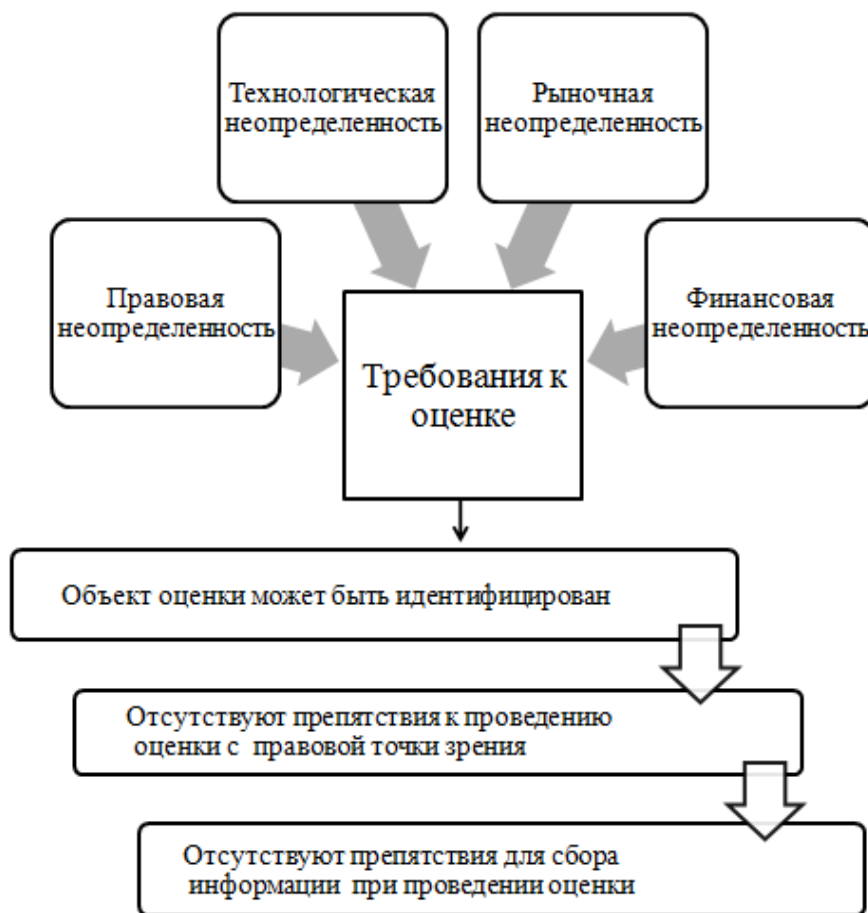 Технологическая
неопределенность
Рыночная
неопределенность
Правовая
неопределенность
Финансовая
неопределенность
Требования к
оценке
Объект оценки может быть идентифицирован
Отсутствуют препятствия к проведению
оценки с правовой точки зрения
Отсутствуют препятствия для сбора
информации при проведении оценки